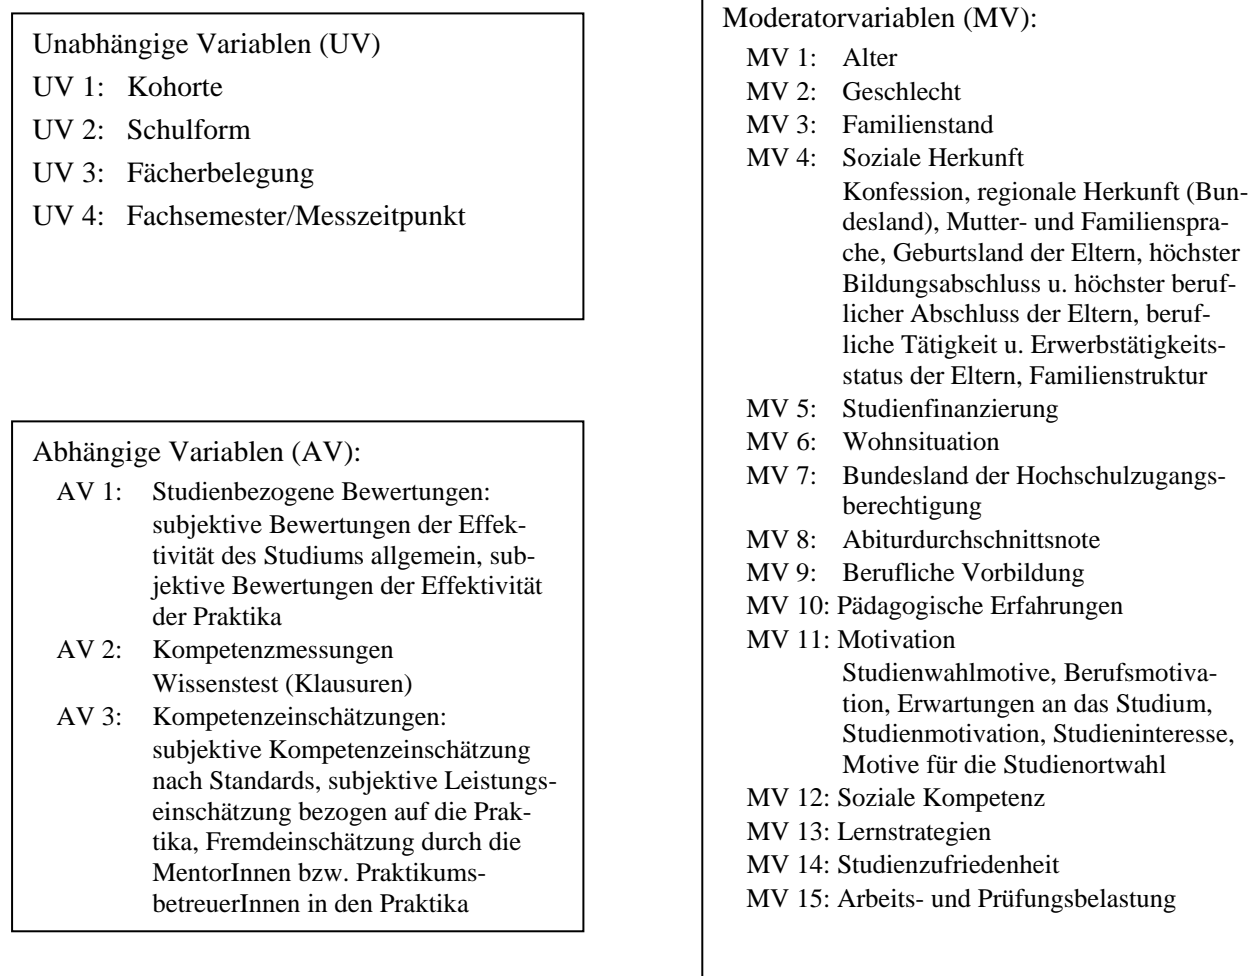 Unabhängige Variablen (UV)
UV 1: Kohorte
UV 2: Schulform
UV 3: Fächerbelegung
UV 4: Fachsemester/Messzeitpunkt
Abhängige Variablen (AV):
AV 1: Studienbezogene Bewertungen:
subjektive Bewertungen der Effek-
tivität des Studiums allgemein, sub-
jektive Bewertungen der Effektivität
der Praktika
AV 2: Kompetenzmessungen
Wissenstest (Klausuren)
AV 3: Kompetenzeinschätzungen:
subjektive Kompetenzeinschätzung
nach Standards, subjektive Leistungs-
einschätzung bezogen auf die Prak-
tika, Fremdeinschätzung durch die
MentorInnen bzw. Praktikums-
betreuerInnen in den Praktika
Moderatorvariablen (MV):
MV 1: Alter
MV 2: Geschlecht
MV 3: Familienstand
MV 4: Soziale Herkunft
Konfession, regionale Herkunft (Bun-
desland), Mutter- und Familienspra-
che, Geburtsland der Eltern, höchster
Bildungsabschluss u. höchster beruf-
licher Abschluss der Eltern, beruf-
liche Tätigkeit u. Erwerbstätigkeits-
status der Eltern, Familienstruktur
MV 5: Studienfinanzierung
MV 6: Wohnsituation
MV 7: Bundesland der Hochschulzugangs-
berechtigung
MV 8: Abiturdurchschnittsnote
MV 9: Berufliche Vorbildung
MV 10: Pädagogische Erfahrungen
MV 11: Motivation
Studienwahlmotive, Berufsmotiva-
tion, Erwartungen an das Studium,
Studienmotivation, Studieninteresse,
Motive für die Studienortwahl
MV 12: Soziale Kompetenz
MV 13: Lernstrategien
MV 14: Studienzufriedenheit
MV 15: Arbeits- und Prüfungsbelastung